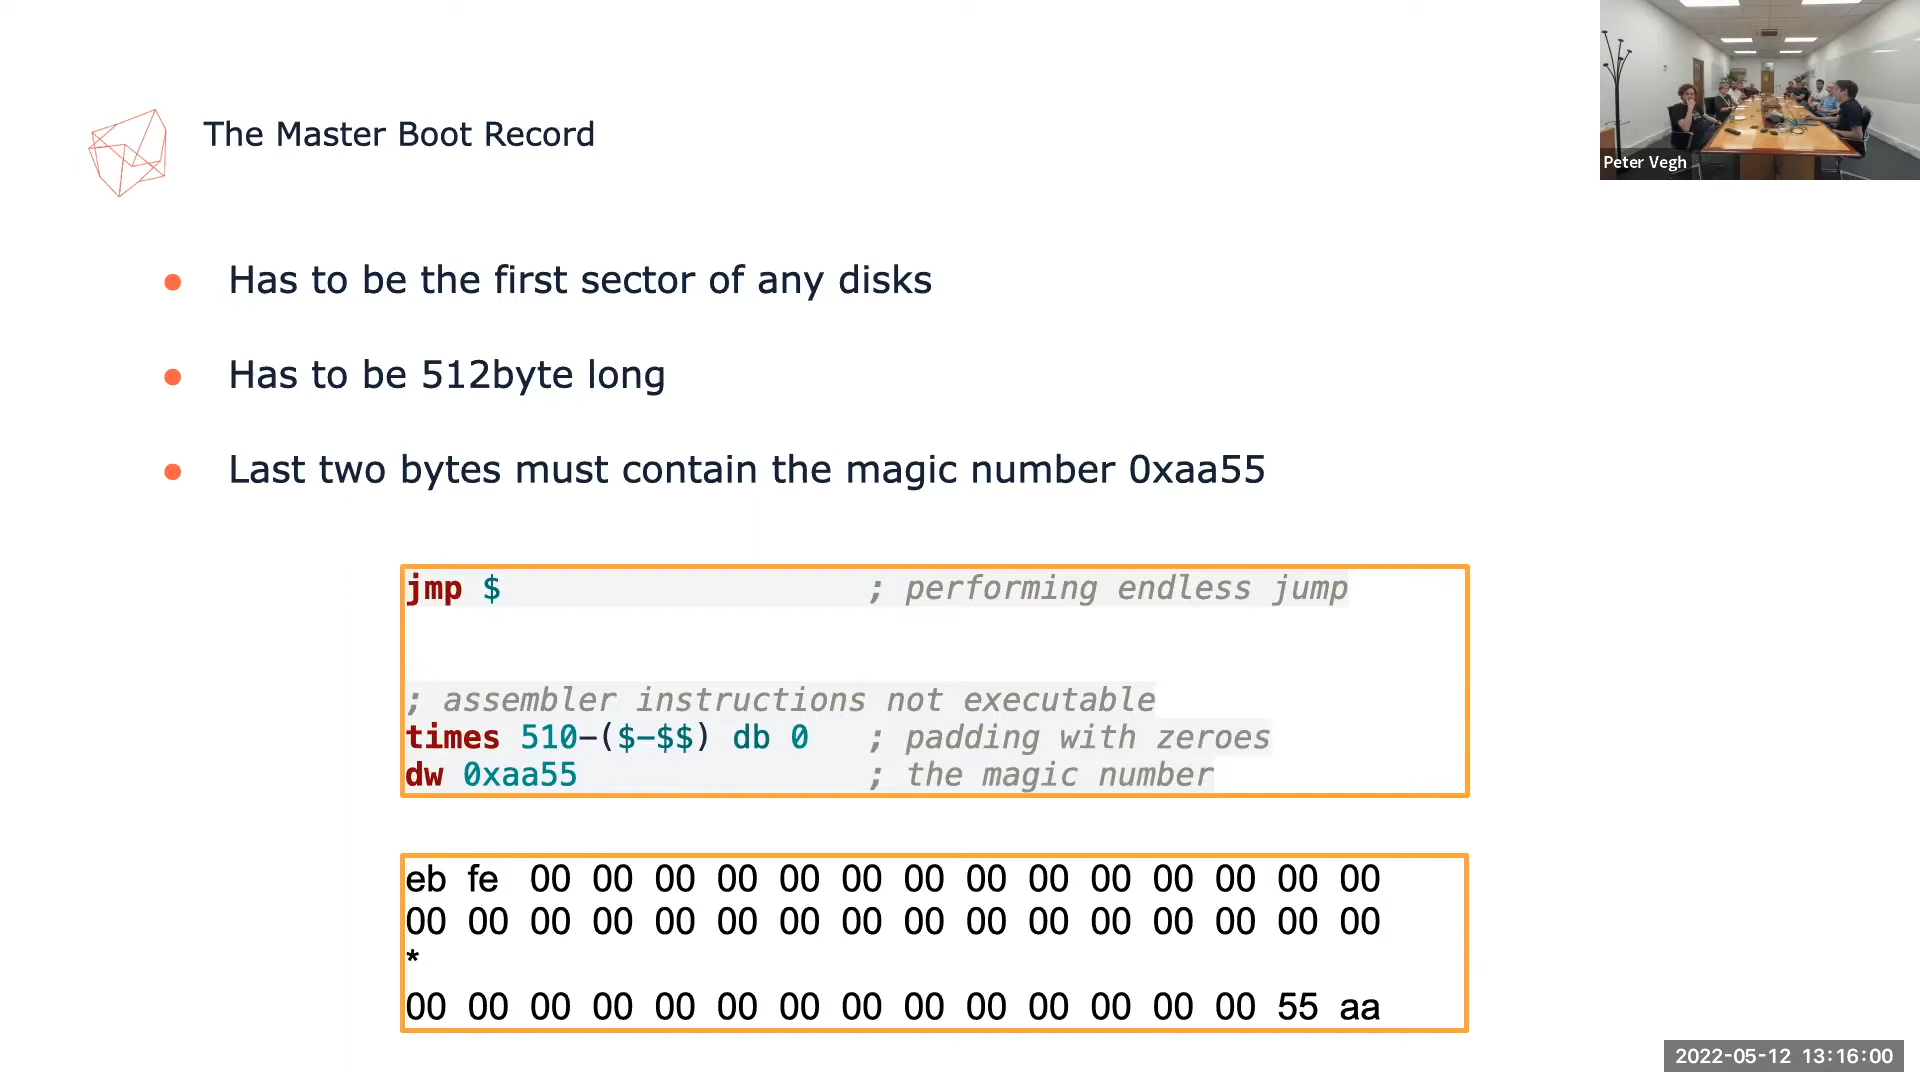 The Master Boot Record
Peter Vegh
Has to be the first sector of any disks
Has to be 512byte long
Last two bytes must contain the magic number 0xaa55
jmp $ ; performing endless jump
; assembler instructions not executable
times 510-($-$$) db 0 ; padding with zeroes
dw 0xaa55 ; the magic number
eb fe 00 00 00 00 00 00 00 00 00 00 00 00 00 00
00 00 00 00 00 00 00 00 00 00 00 00 00 00 00 00
*
00 00 00 00 00 00 00 00 00 00 00 00 00 00 55 aa
2022-05-12 13:16:00